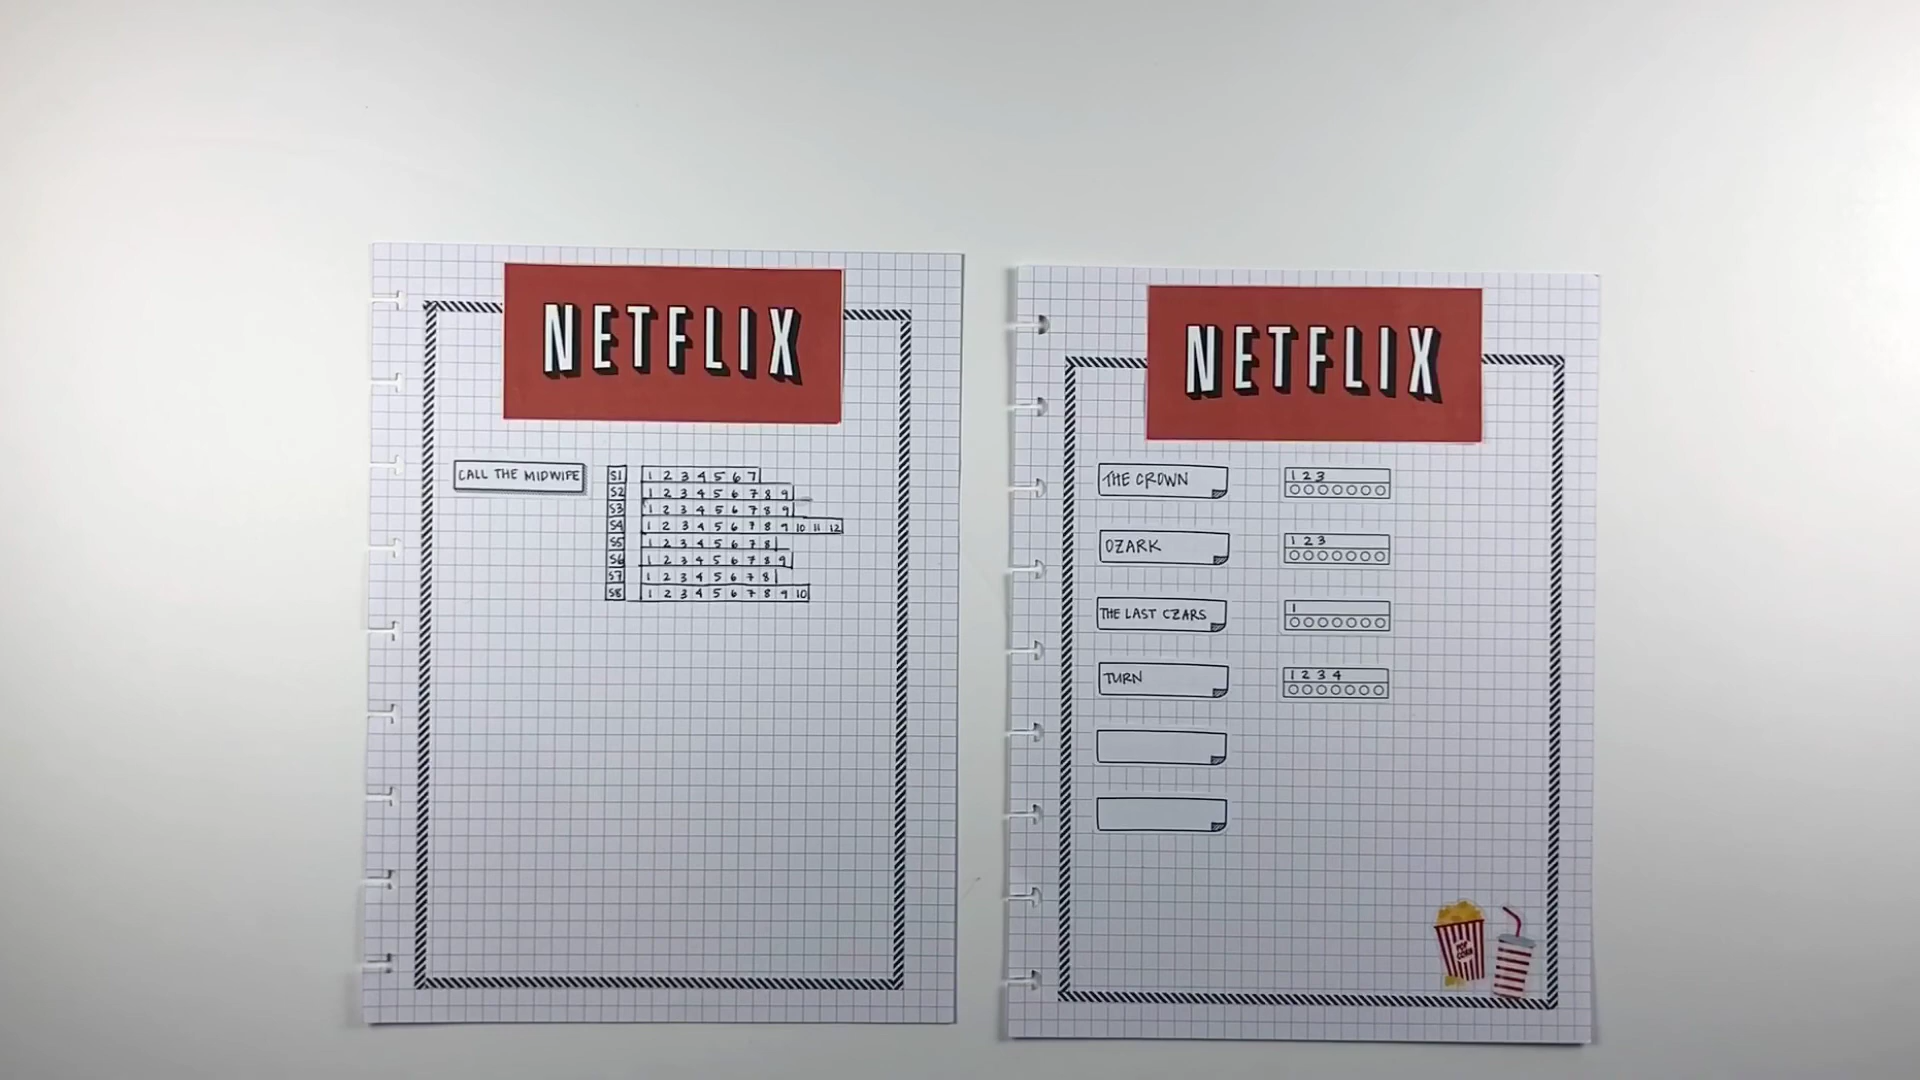 NETFLIX
CALL THE MIDWIPE
S1 1 2 3 4 5 6 7
S2 1 2 3 4 5 6 7 8 9
S3 1 2 3 4 5 6 7 8 9
S4 1 2 3 4 5 6 7 8 9 10 11 12
S5 1 2 3 4 5 6 7 8
S6 1 2 3 4 5 6 7 8 9
S7 1 2 3 4 5 6 7 8
S8 1 2 3 4 5 6 7 8 9 10
NETFLIX
THE CROWN 1 2 3
OZARK 1 2 3
THE LAST CZARS 1
TURN 1 2 3 4
POP
CORN